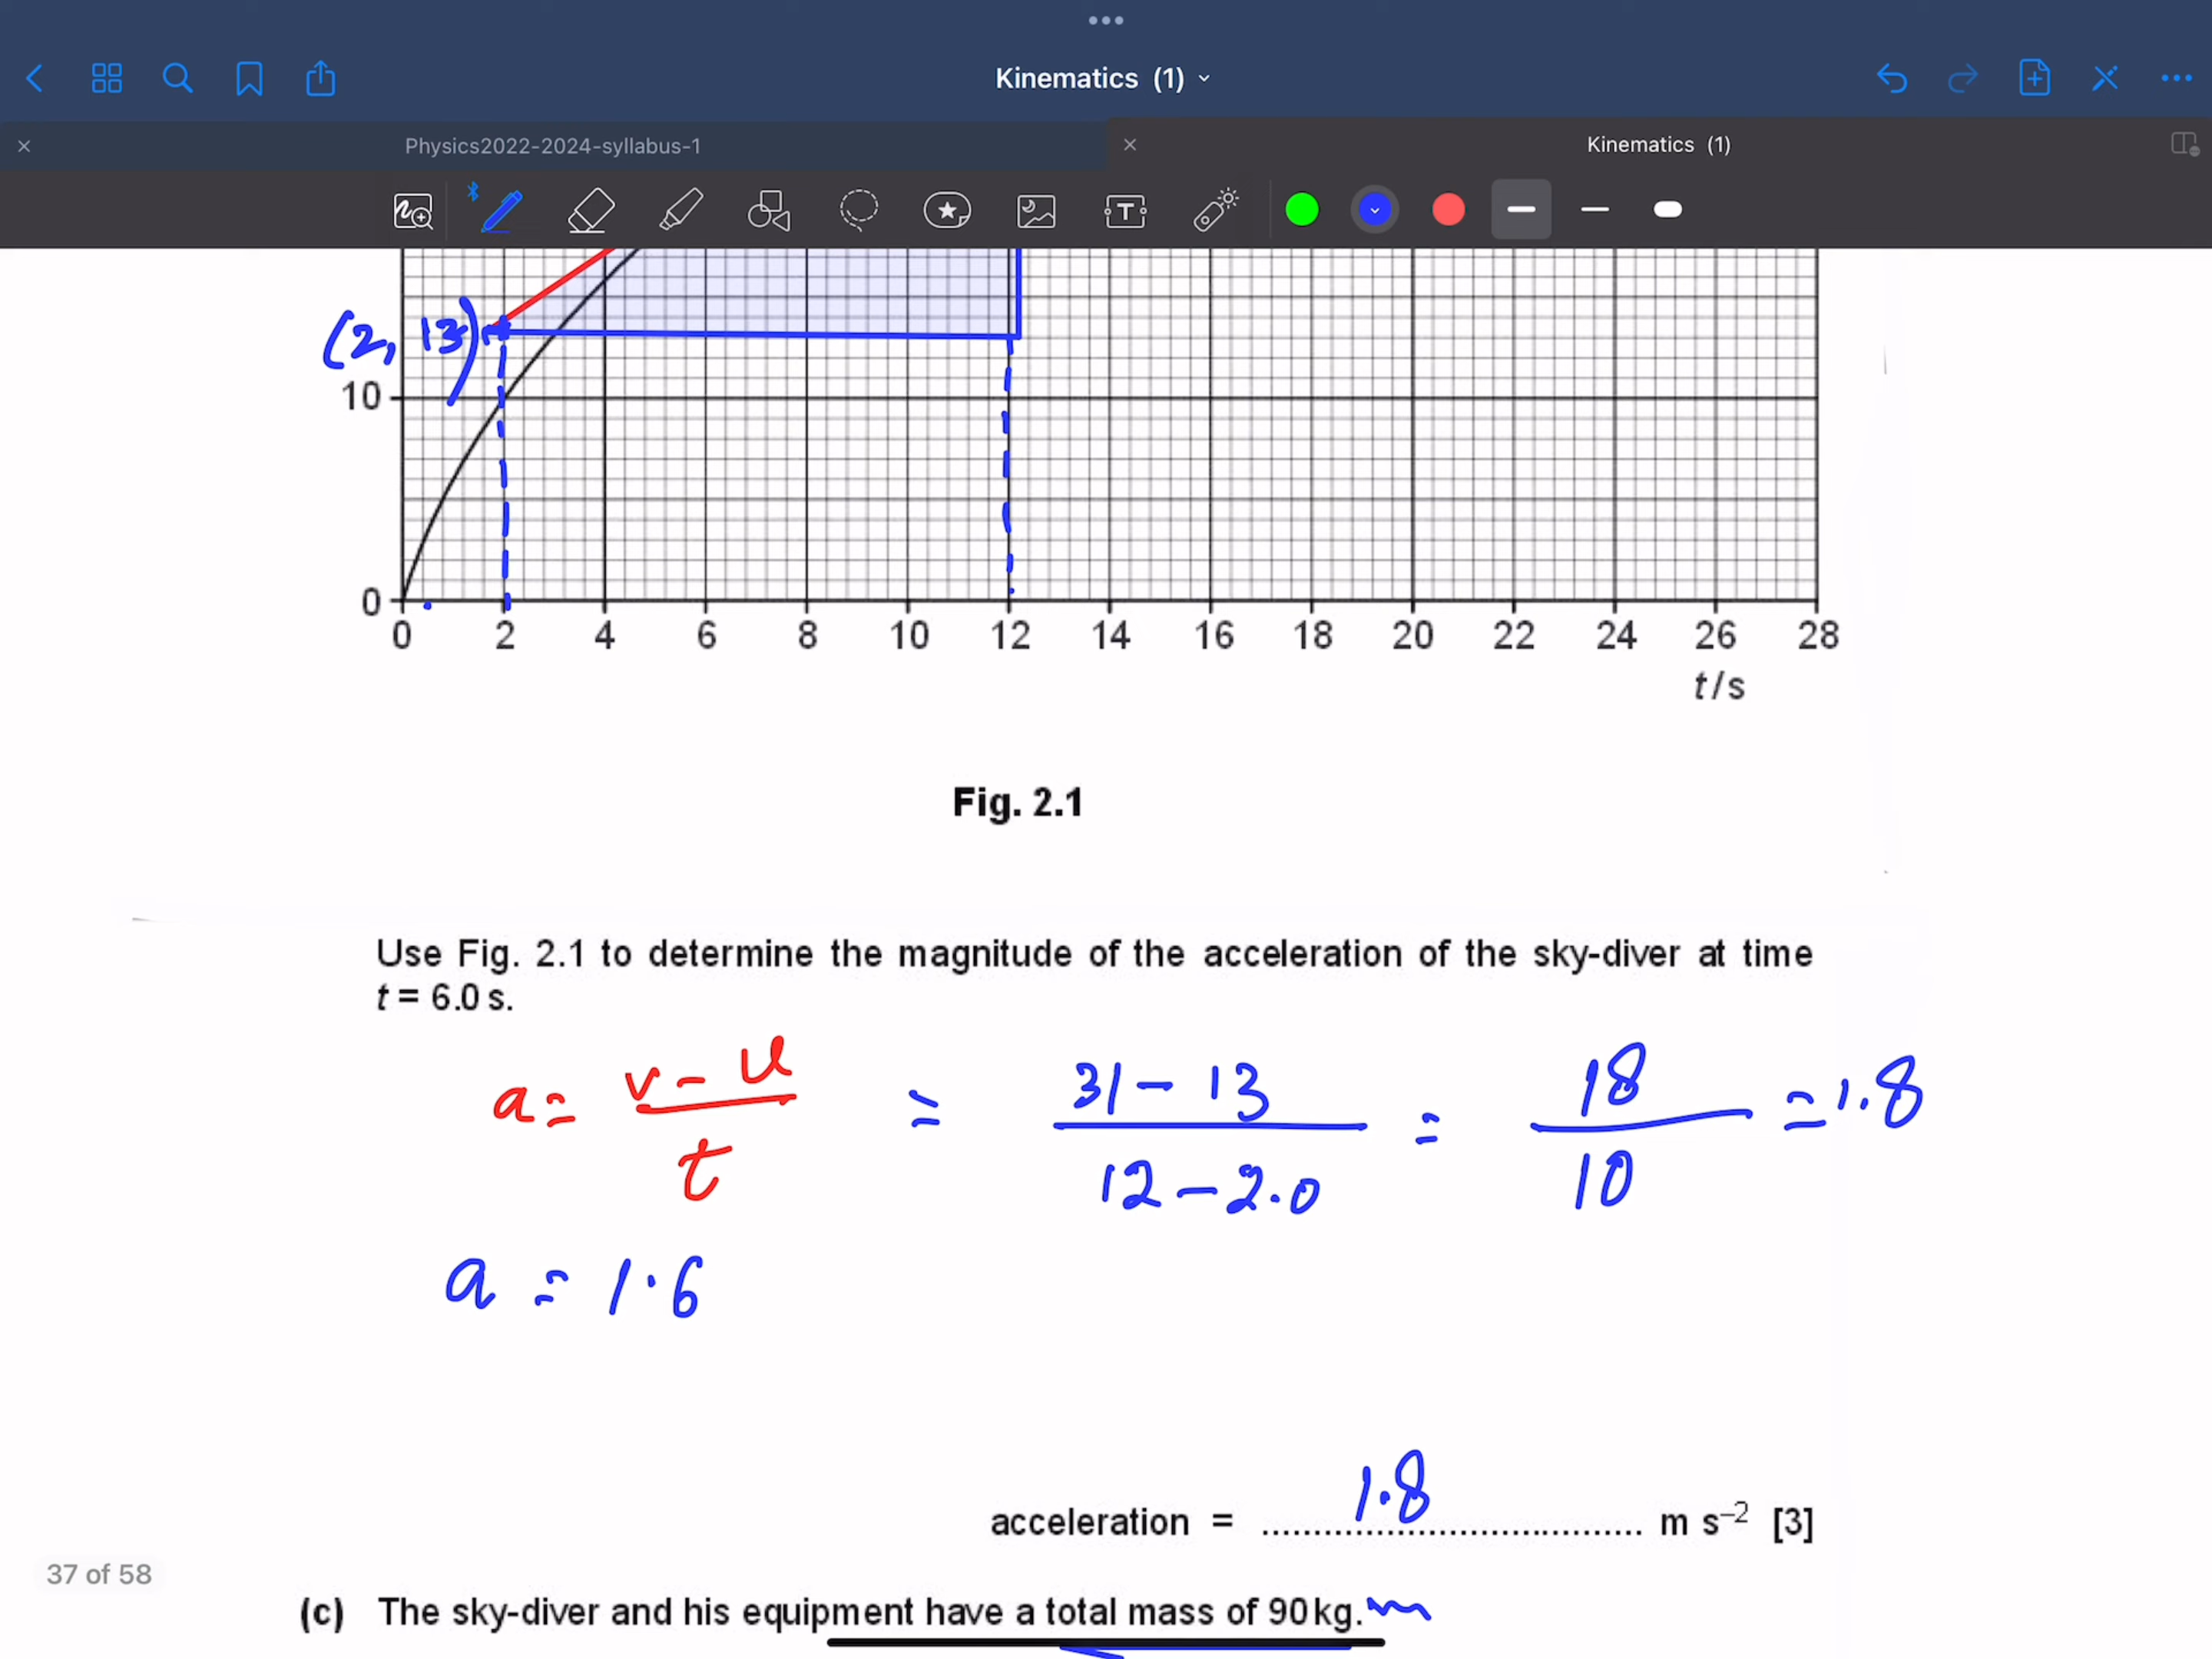 Kinematics (1)
Physics2022-2024-syllabus-1
Kinematics (1)
T
(2, 13)
10
0
0 2 4 6 8 10 12 14 16 18 20 22 24 26 28
t/s
Fig. 2.1
Use Fig. 2.1 to determine the magnitude of the acceleration of the sky-diver at time
t = 6.0 s.
a = v - u / t = 31 - 13 / 12 - 2.0 = 18 / 10 = 1.8
a = 1.6
1.8
acceleration = .................................... m s⁻² [3]
37 of 58
(c) The sky-diver and his equipment have a total mass of 90 kg. m